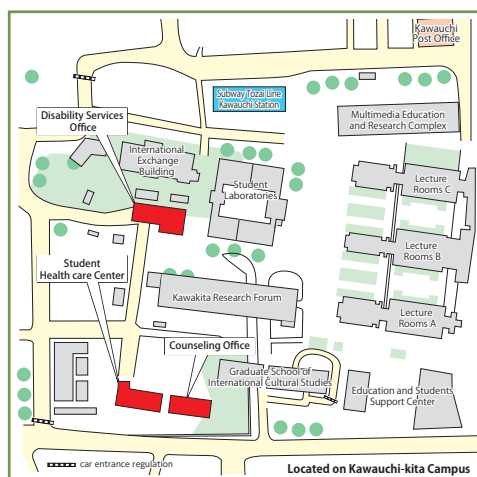 Kawauchi
Post Office
Subway Tozai Line
Kawauchi Station
Multimedia Education
and Research Complex
Disability Services
Office
International
Exchange
Building
Student
Laboratories
Lecture
Rooms C
Lecture
Rooms B
Student
Health care Center
Kawakita Research Forum
Lecture
Rooms A
Counseling Office
Graduate School of
International Cultural Studies
Education and Students
Support Center
car entrance regulation
Located on Kawauchi-kita Campus